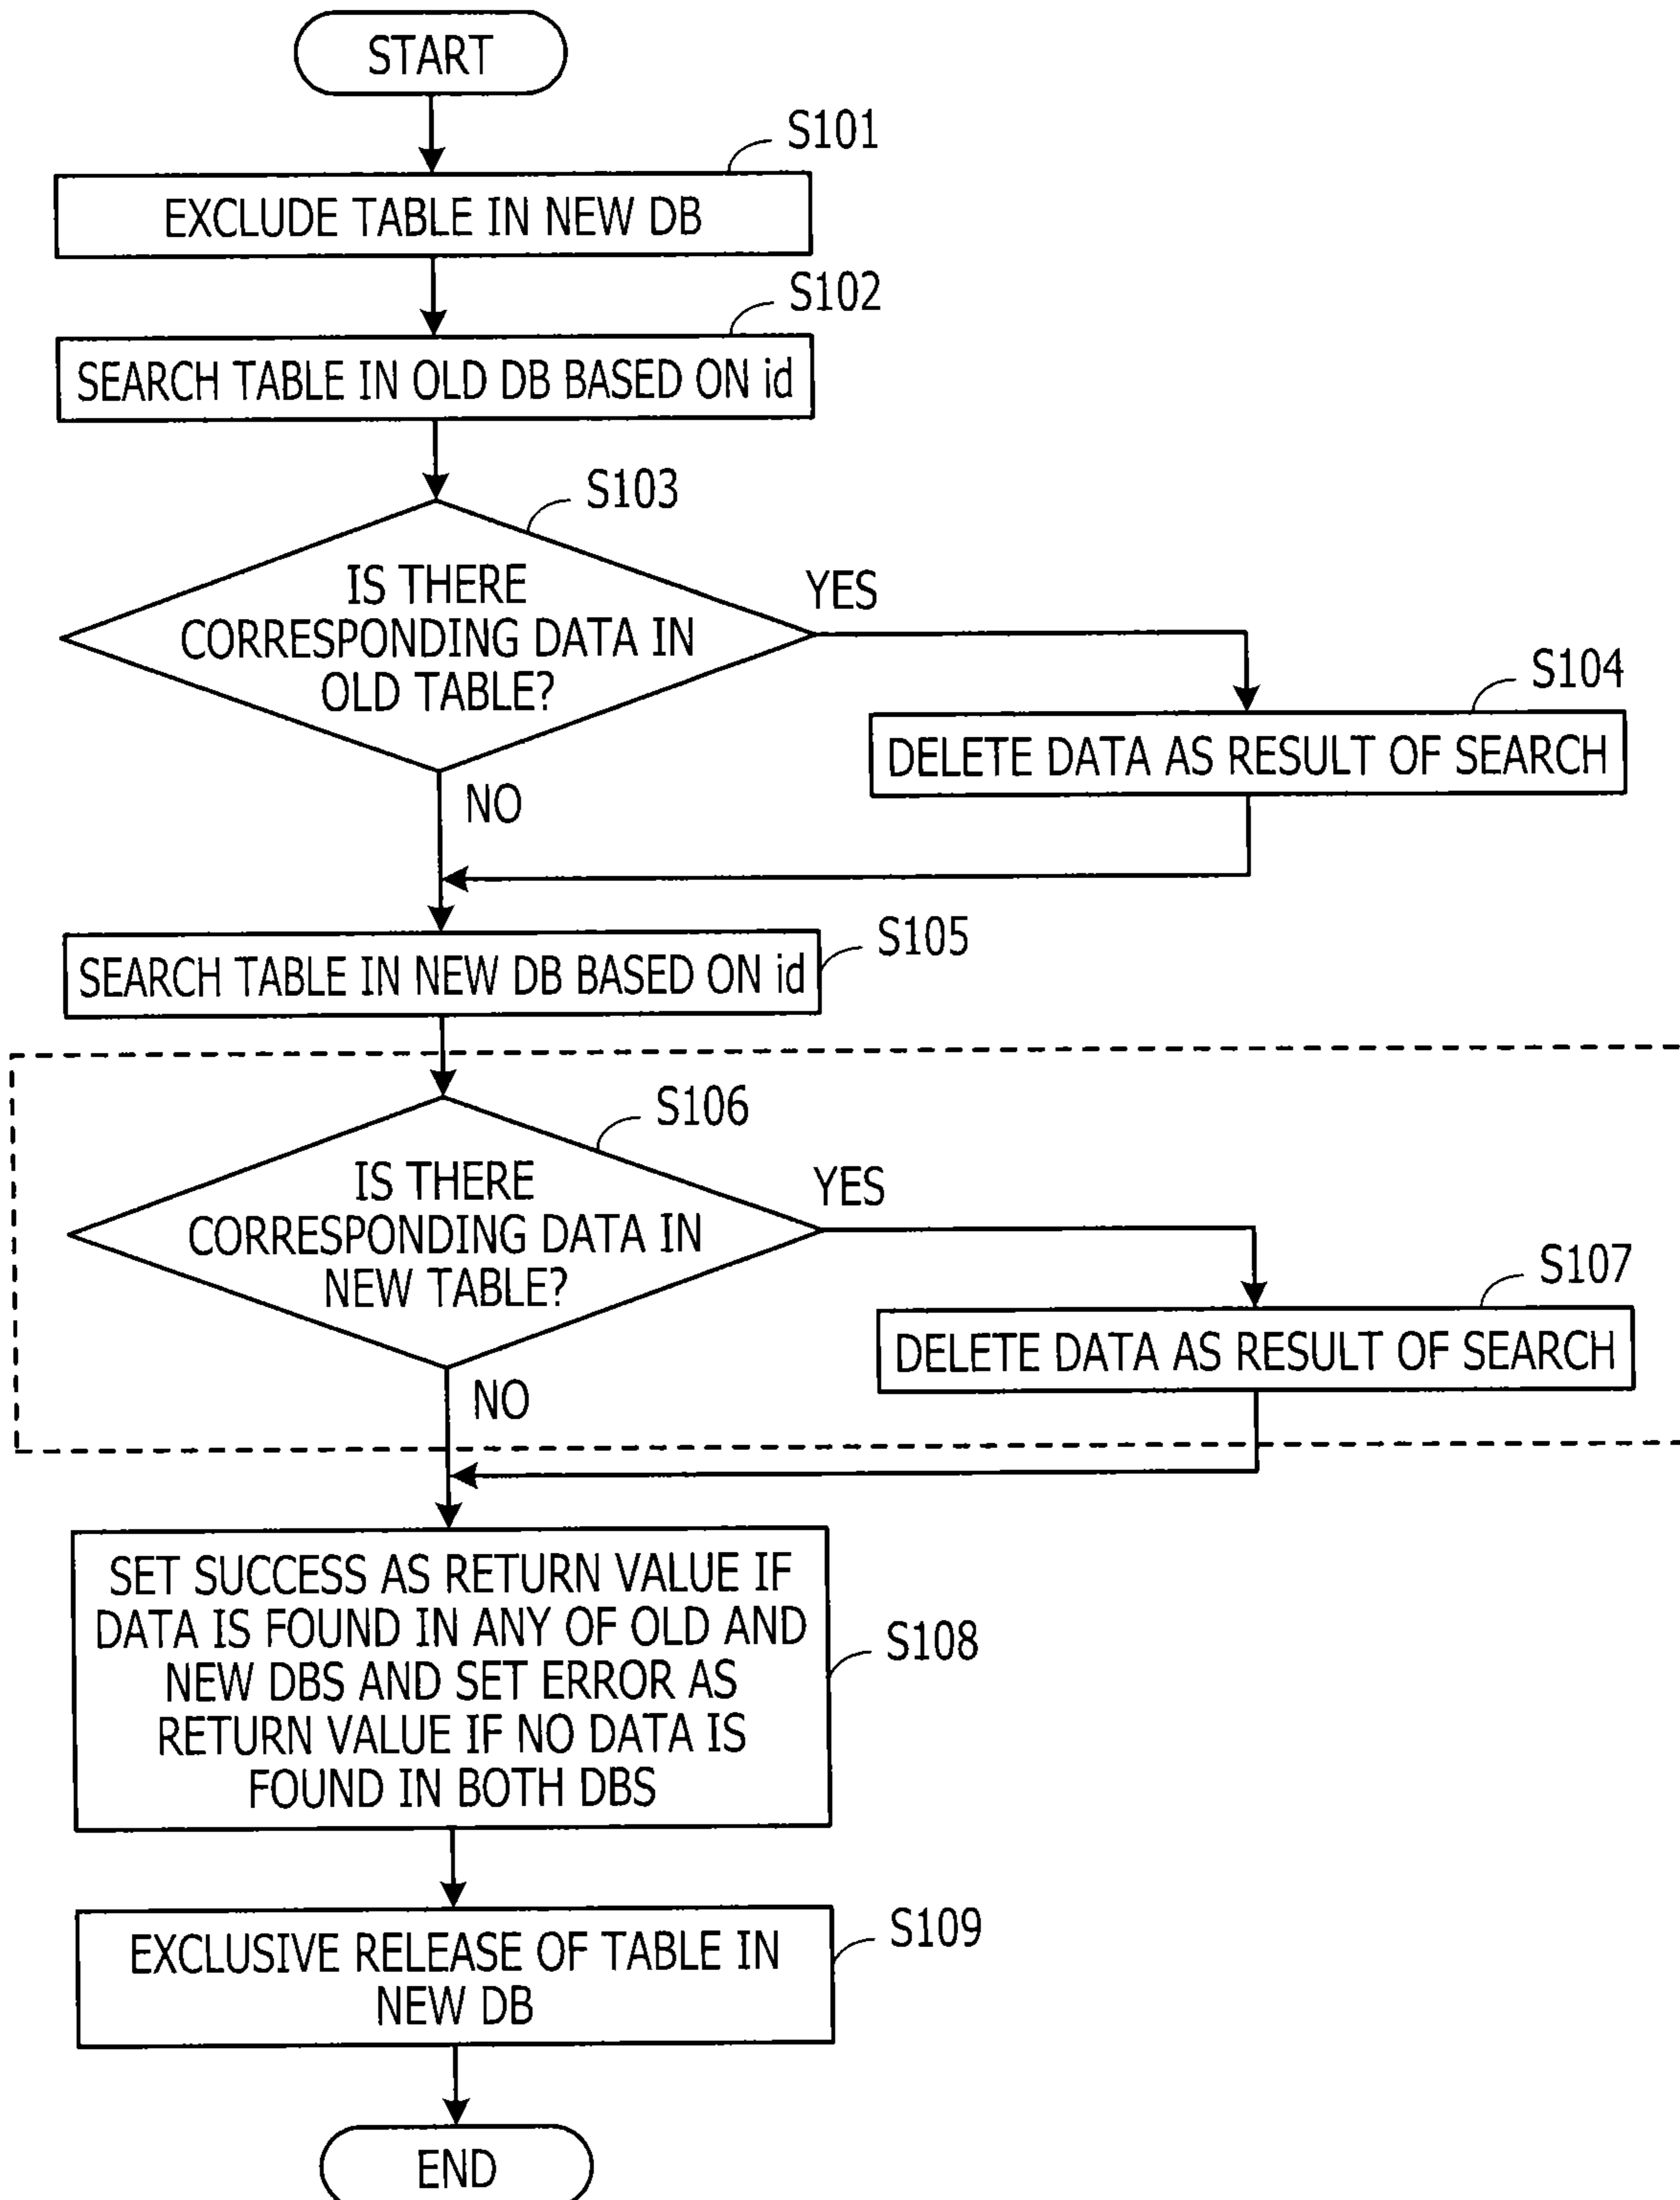 START
S101
EXCLUDE TABLE IN NEW DB
S102
SEARCH TABLE IN OLD DB BASED ON id
S103
IS THERE
CORRESPONDING DATA IN
OLD TABLE?
YES
S104
DELETE DATA AS RESULT OF SEARCH
NO
S105
SEARCH TABLE IN NEW DB BASED ON id
S106
IS THERE
CORRESPONDING DATA IN
NEW TABLE?
YES
S107
DELETE DATA AS RESULT OF SEARCH
NO
SET SUCCESS AS RETURN VALUE IF
DATA IS FOUND IN ANY OF OLD AND
NEW DBS AND SET ERROR AS
RETURN VALUE IF NO DATA IS
FOUND IN BOTH DBS
S108
S109
EXCLUSIVE RELEASE OF TABLE IN
NEW DB
END